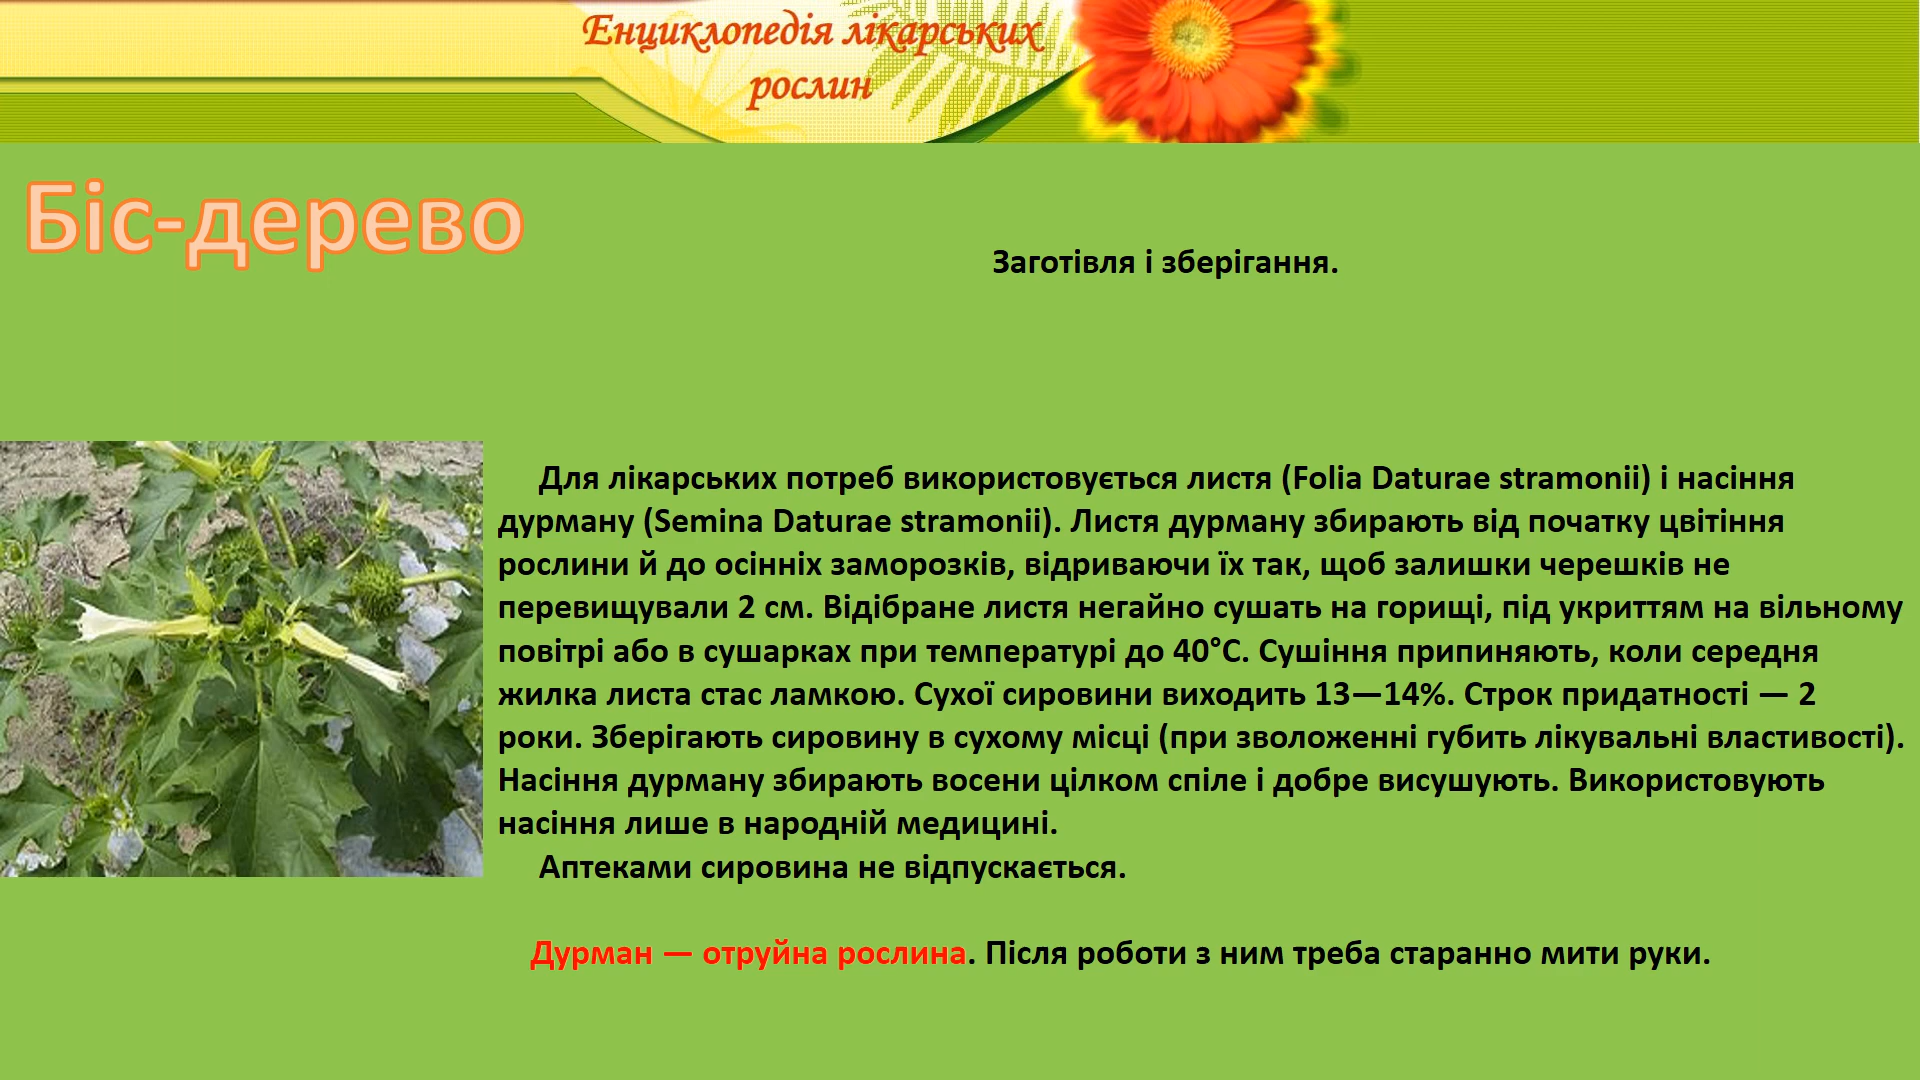 Енциклопедія лікарських
рослин
Біс-дерево
Заготівля і зберігання.
Для лікарських потреб використовується листя (Folia Daturae stramonii) і насіння
дурману (Semina Daturae stramonii). Листя дурману збирають від початку цвітіння
рослини й до осінніх заморозків, відриваючи їх так, щоб залишки черешків не
перевищували 2 см. Відібране листя негайно сушать на горищі, під укриттям на вільному
повітрі або в сушарках при температурі до 40°С. Сушіння припиняють, коли середня
жилка листа стас ламкою. Сухої сировини виходить 13—14%. Строк придатності — 2
роки. Зберігають сировину в сухому місці (при зволоженні губить лікувальні властивості).
Насіння дурману збирають восени цілком спіле і добре висушують. Використовують
насіння лише в народній медицині.
Аптеками сировина не відпускається.
Дурман — отруйна рослина. Після роботи з ним треба старанно мити руки.